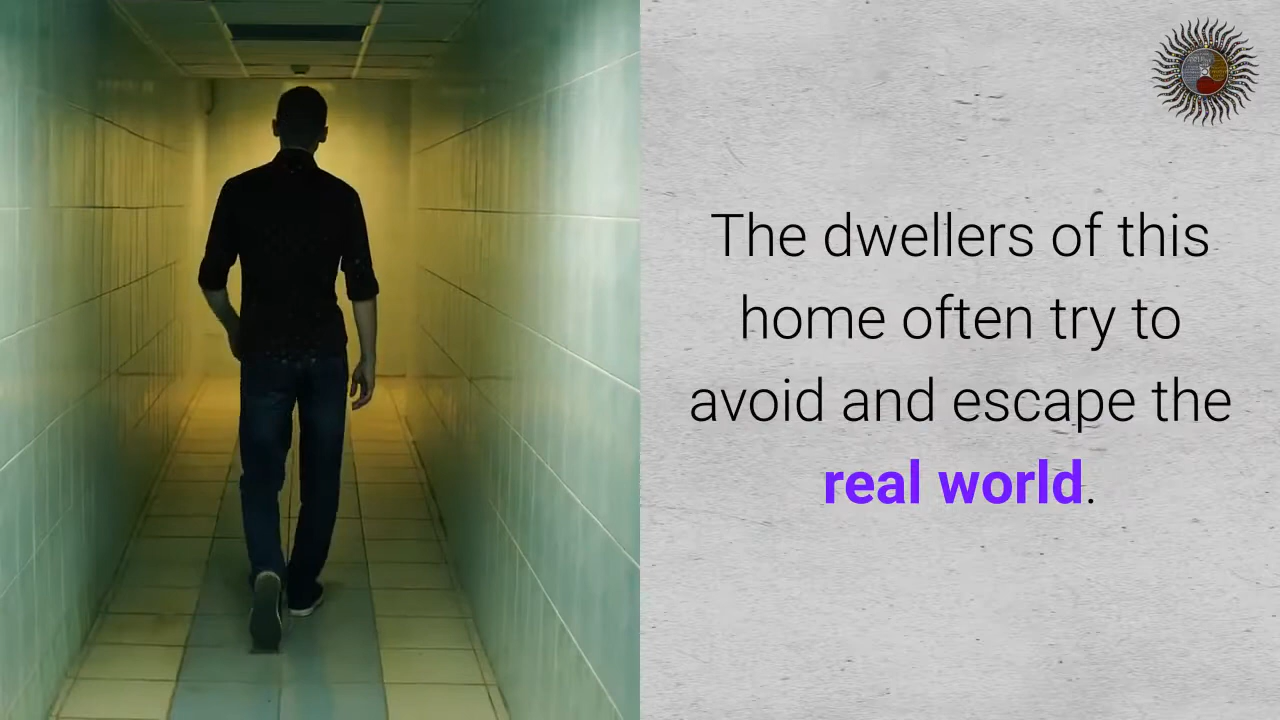 The dwellers of this
home often try to
avoid and escape the
real world.